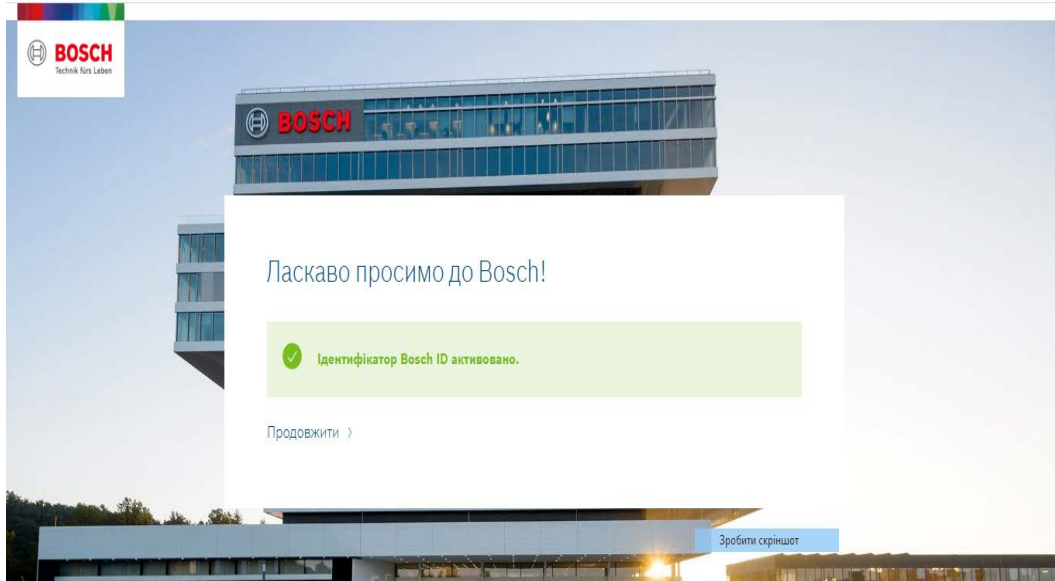 BOSCH
Technik fürs Leben
BOSCH
Ласкаво просимо до Bosch!
Ідентифікатор Bosch ID активовано.
Продовжити
Зробити скріншот